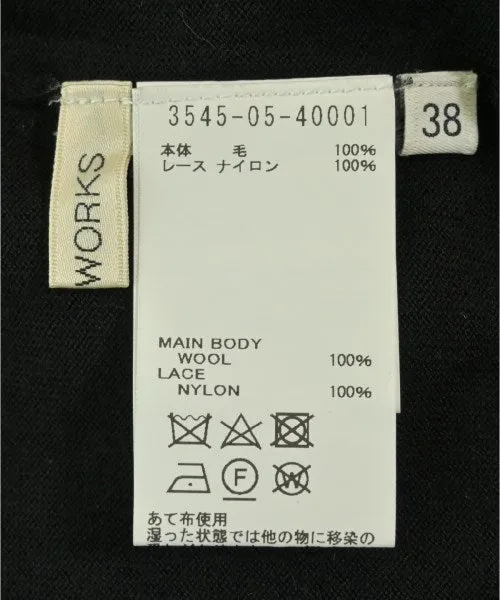 WORKS
3545-05-40001
38
本体 毛 100%
レース ナイロン 100%
MAIN BODY
WOOL 100%
LACE
NYLON 100%
F
W
あて布使用
湿った状態では他の物に移染の